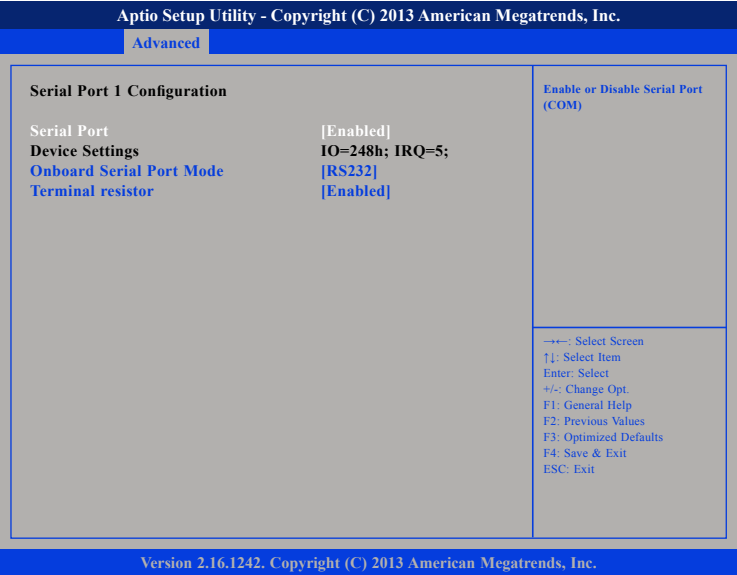 Aptio Setup Utility - Copyright (C) 2013 American Megatrends, Inc.
Advanced
Serial Port 1 Configuration
Serial Port [Enabled]
Device Settings IO=248h; IRQ=5;
Onboard Serial Port Mode [RS232]
Terminal resistor [Enabled]
Enable or Disable Serial Port
(COM)
→←: Select Screen
↑↓: Select Item
Enter: Select
+/-: Change Opt.
F1: General Help
F2: Previous Values
F3: Optimized Defaults
F4: Save & Exit
ESC: Exit
Version 2.16.1242. Copyright (C) 2013 American Megatrends, Inc.